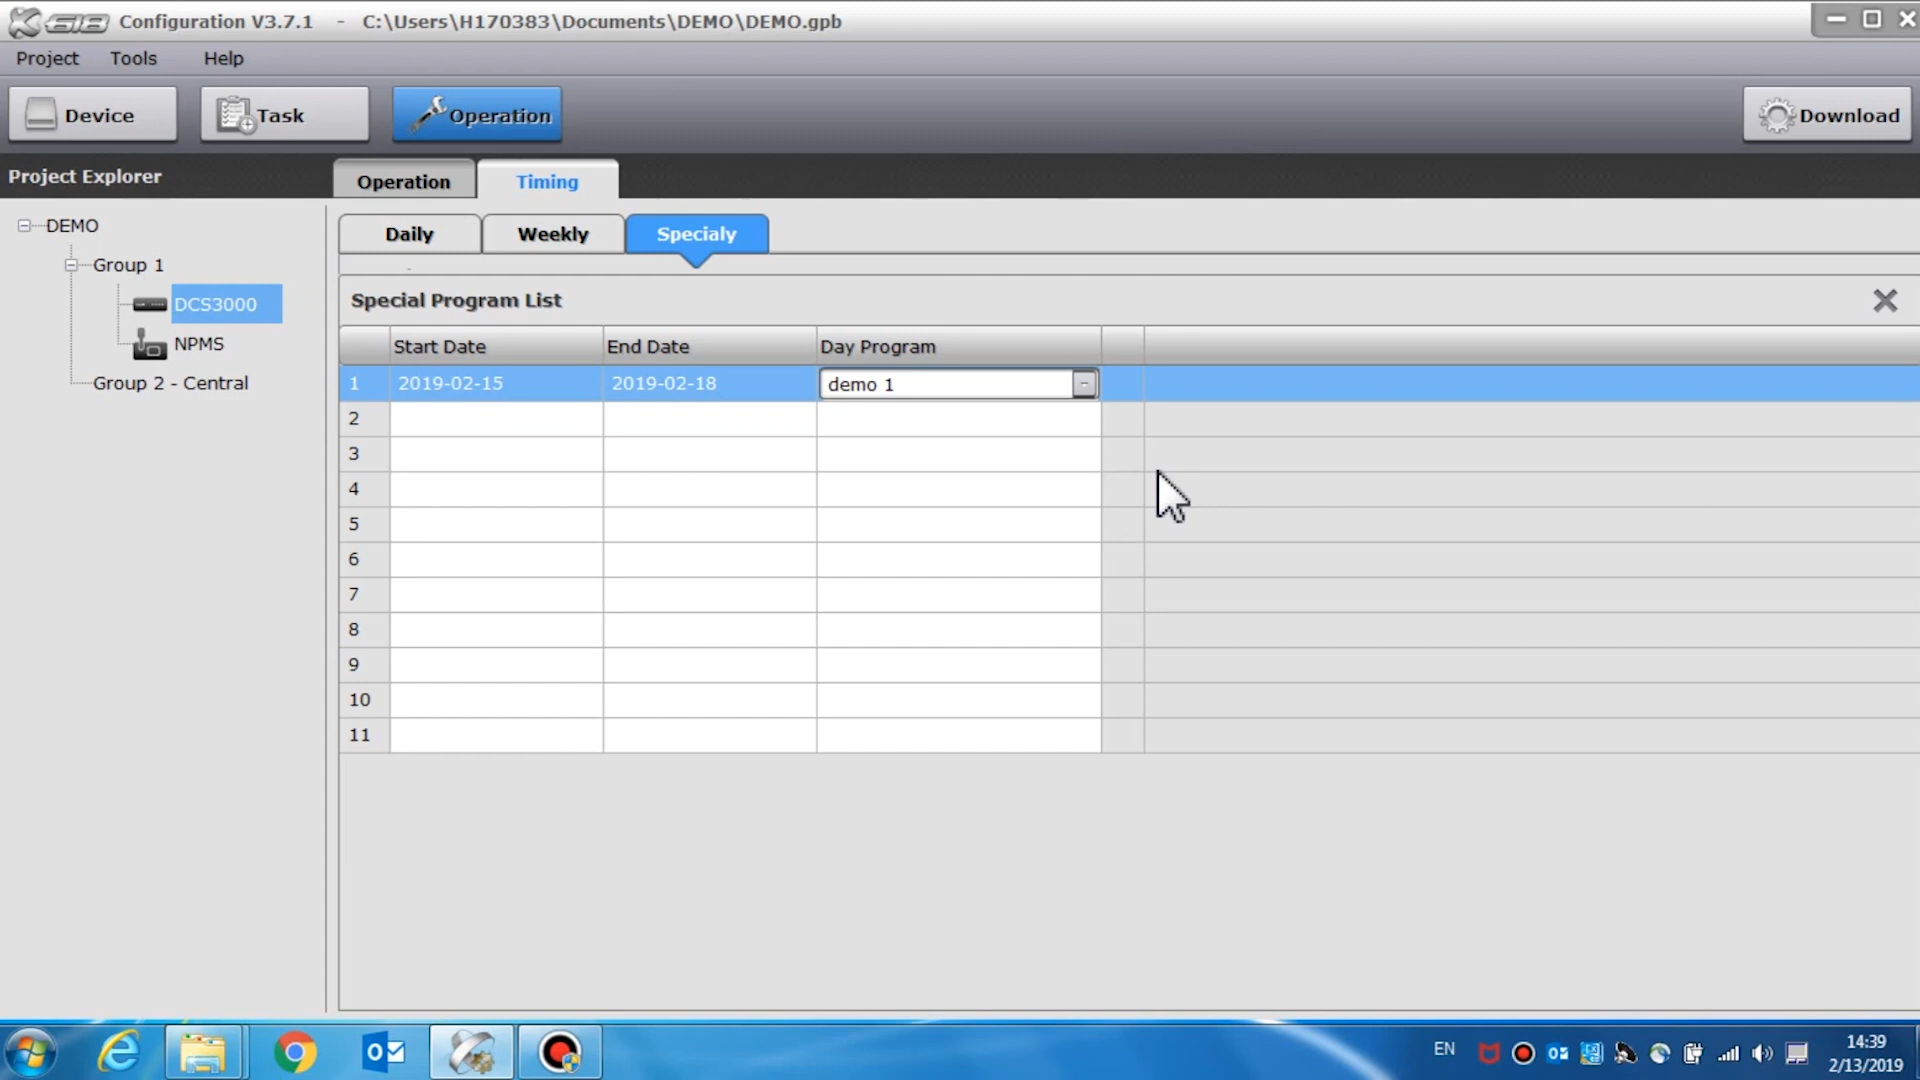 X-618 Configuration V3.7.1 - C:\Users\H170383\Documents\DEMO\DEMO.gpb
Project Tools Help
Device Task Operation Download
Project Explorer
Operation Timing
DEMO
Group 1
DCS3000
NPMS
Group 2 - Central
Daily Weekly Specialy
Special Program List
Start Date End Date Day Program
1 2019-02-15 2019-02-18 demo 1
2
3
4
5
6
7
8
9
10
11
EN
14:39
2/13/2019